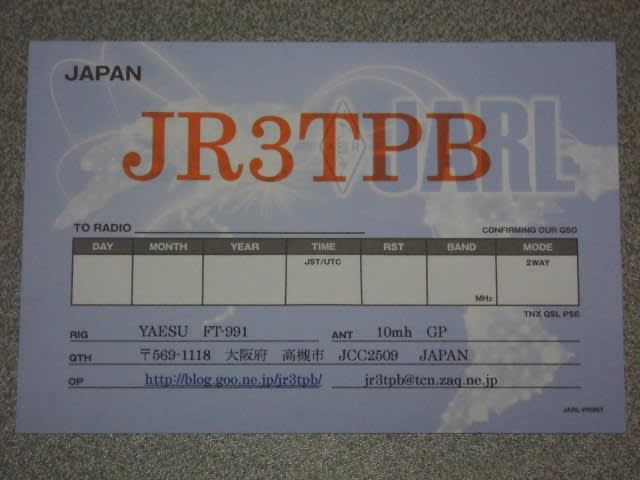 JAPAN
JARL
JR3TPB
TO RADIO
CONFIRMING OUR QSO
DAY MONTH YEAR TIME RST BAND MODE
JST/UTC 2WAY
MHz
TNX QSL PSE
RIG YAESU FT-991 ANT 10mh GP
QTH 〒569-1118 大阪府 高槻市 JCC2509 JAPAN
OP http://blog.goo.ne.jp/jr3tpb/ jr3tpb@tcn.zaq.ne.jp
JARL-PRINT